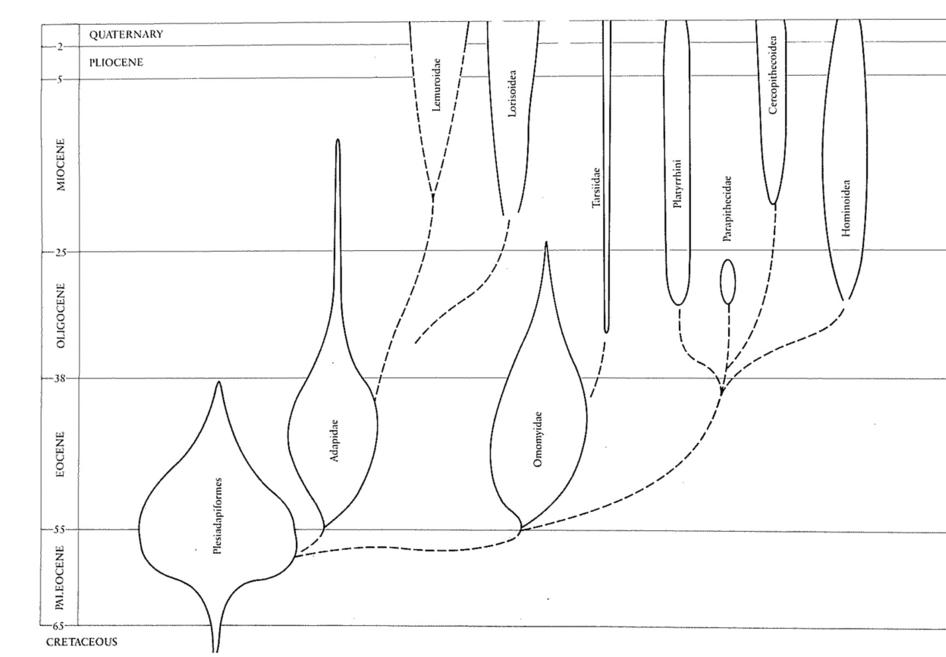 QUATERNARY
2
PLIOCENE
5
MIOCENE
25
OLIGOCENE
38
EOCENE
55
PALEOCENE
65
CRETACEOUS
Plesiadapiformes
Adapidae
Lemuroidae
Lorisoidea
Omomyidae
Tarsiidae
Platyrrhini
Parapithecidae
Cercopithecoidea
Hominoidea